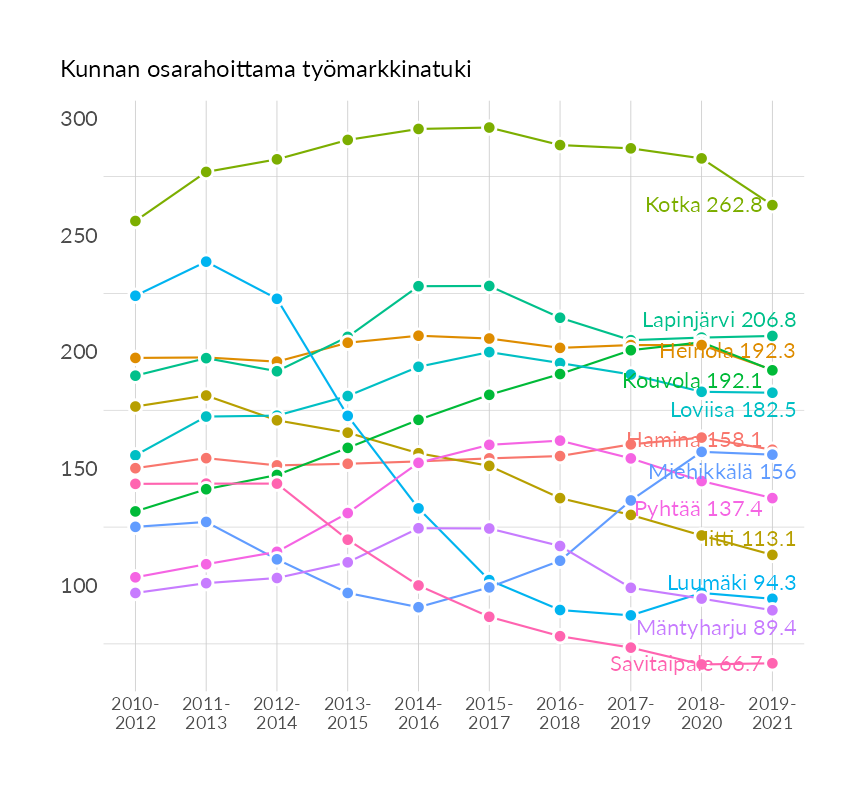 Kunnan osarahoittama työmarkkinatuki
300
250
200
150
100
Kotka 262.8
Lapinjärvi 206.8
Heinola 192.3
Kouvola 192.1
Loviisa 182.5
Hamina 158.1
Miehikkälä 156
Pyhtää 137.4
Iitti 113.1
Luumäki 94.3
Mäntyharju 89.4
Savitaipale 66.7
2010- 2011- 2012- 2013- 2014- 2015- 2016- 2017- 2018- 2019-
2012 2013 2014 2015 2016 2017 2018 2019 2020 2021